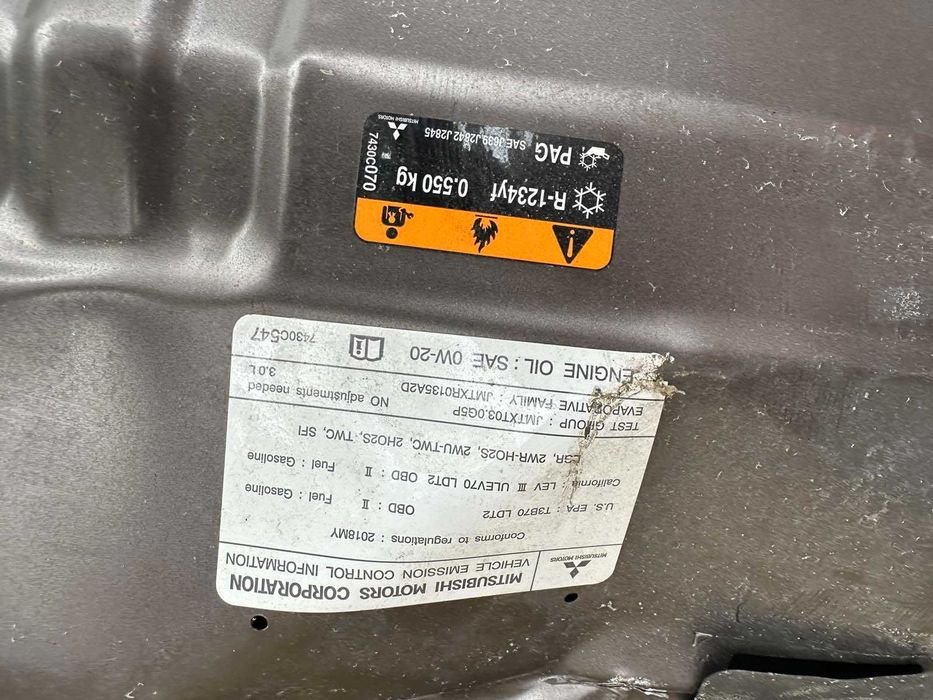 MITSUBISHI MOTORS
MITSUBISHI MOTORS CORPORATION
VEHICLE EMISSION CONTROL INFORMATION
Conforms to regulations : 2018MY
U.S. EPA : T3B70 LDT2 OBD : II Fuel : Gasoline
California : LEV III ULEV70 LDT2 OBD : II Fuel : Gasoline
2WR-HO2S, 2WU-TWC, 2HO2S, TWC, SFI
TEST GROUP : JMTXT03.0G5P NO adjustments needed
EVAPORATIVE FAMILY : JMTXR0135A2D 3.0 L
ENGINE OIL : SAE 0W-20 7430C547
R-1234yf 0.550 kg
PAG SAE J639 J2842 J2845
MITSUBISHI MOTORS
7430C070